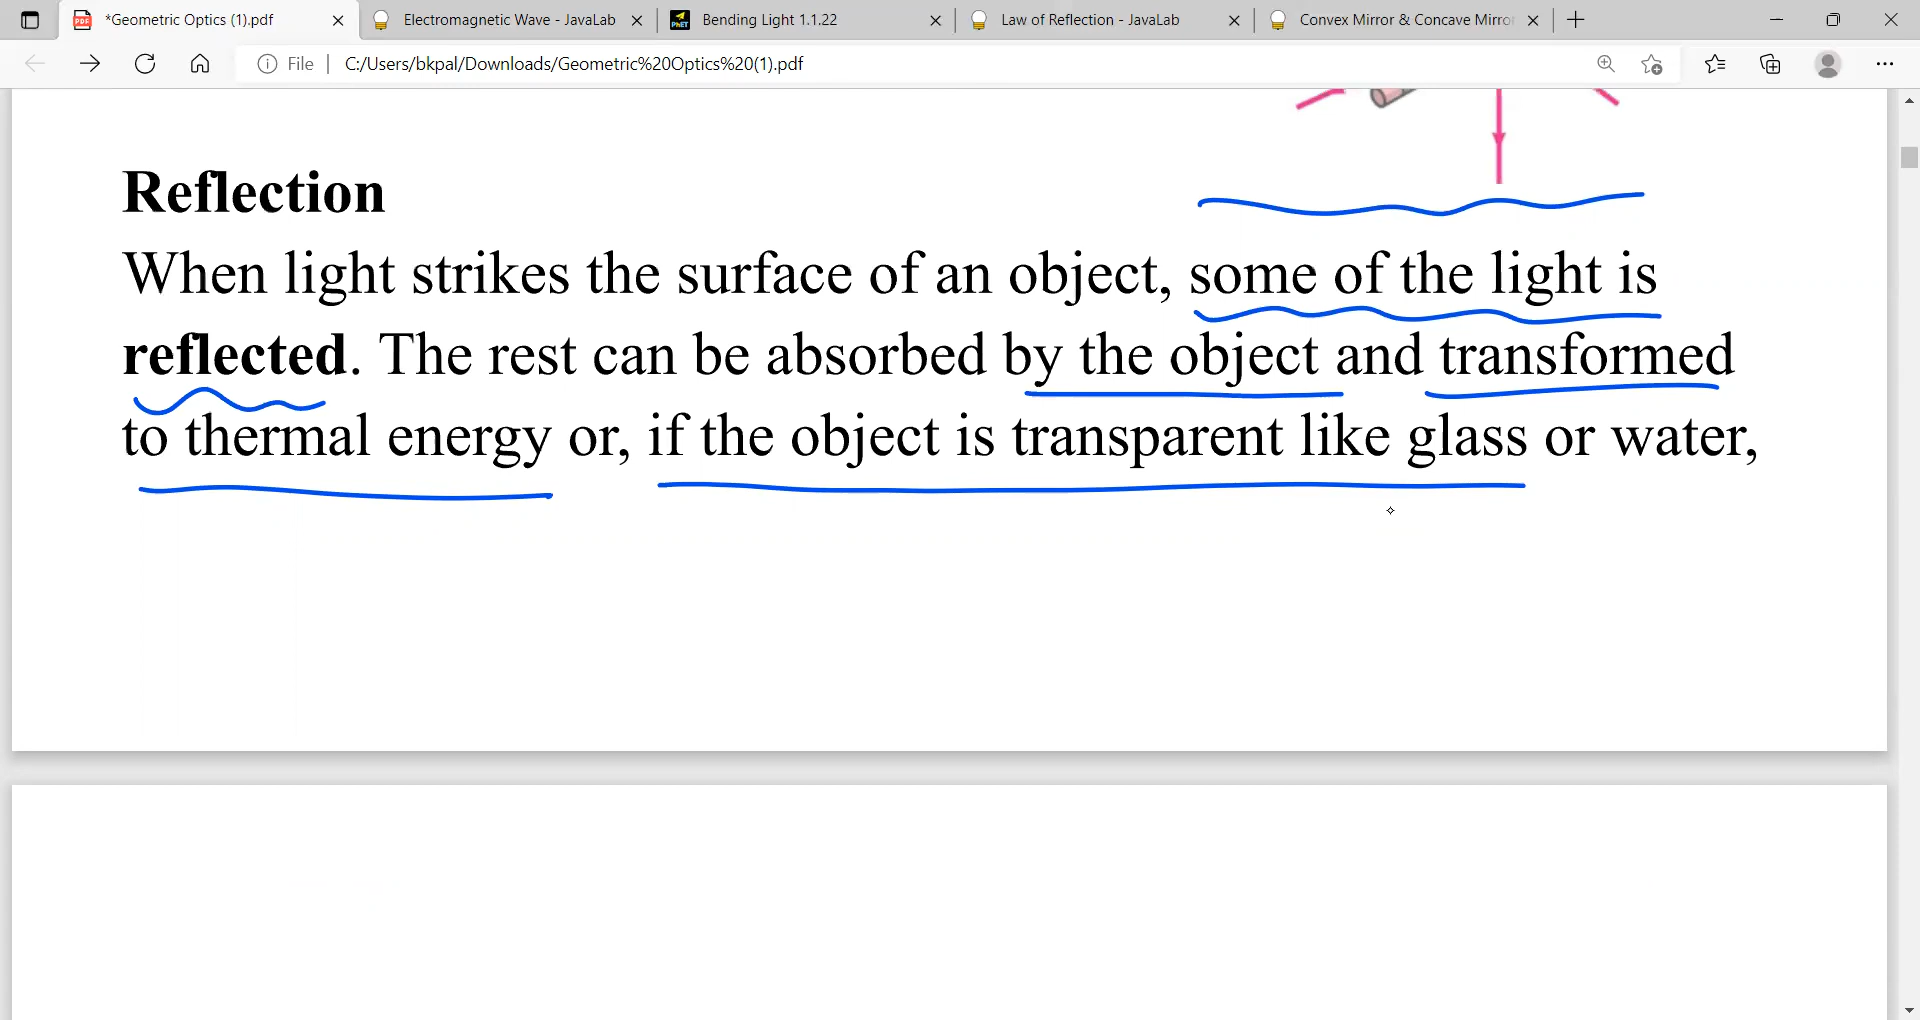 *Geometric Optics (1).pdf
Electromagnetic Wave - JavaLab
PhET
Bending Light 1.1.22
Law of Reflection - JavaLab
Convex Mirror & Concave Mirro
File
C:/Users/bkpal/Downloads/Geometric%20Optics%20(1).pdf
Reflection
When light strikes the surface of an object, some of the light is
reflected. The rest can be absorbed by the object and transformed
to thermal energy or, if the object is transparent like glass or water,